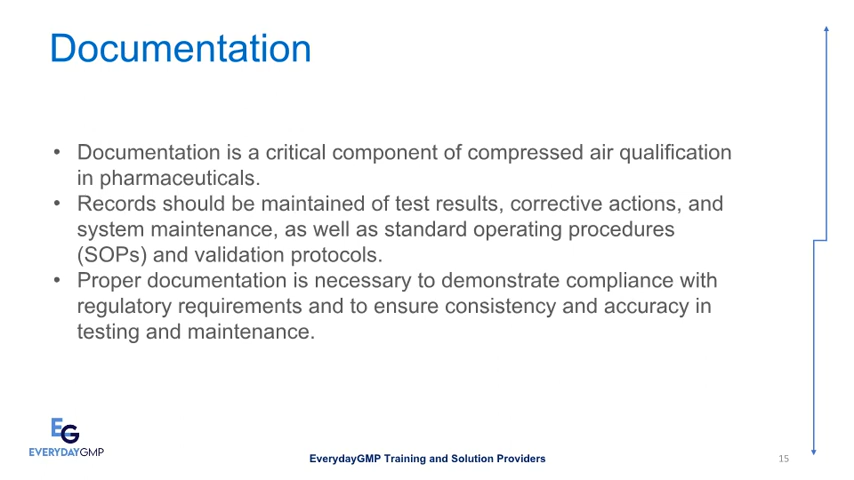 Documentation
• Documentation is a critical component of compressed air qualification
in pharmaceuticals.
• Records should be maintained of test results, corrective actions, and
system maintenance, as well as standard operating procedures
(SOPs) and validation protocols.
• Proper documentation is necessary to demonstrate compliance with
regulatory requirements and to ensure consistency and accuracy in
testing and maintenance.
EG
EVERYDAYGMP
EverydayGMP Training and Solution Providers
15